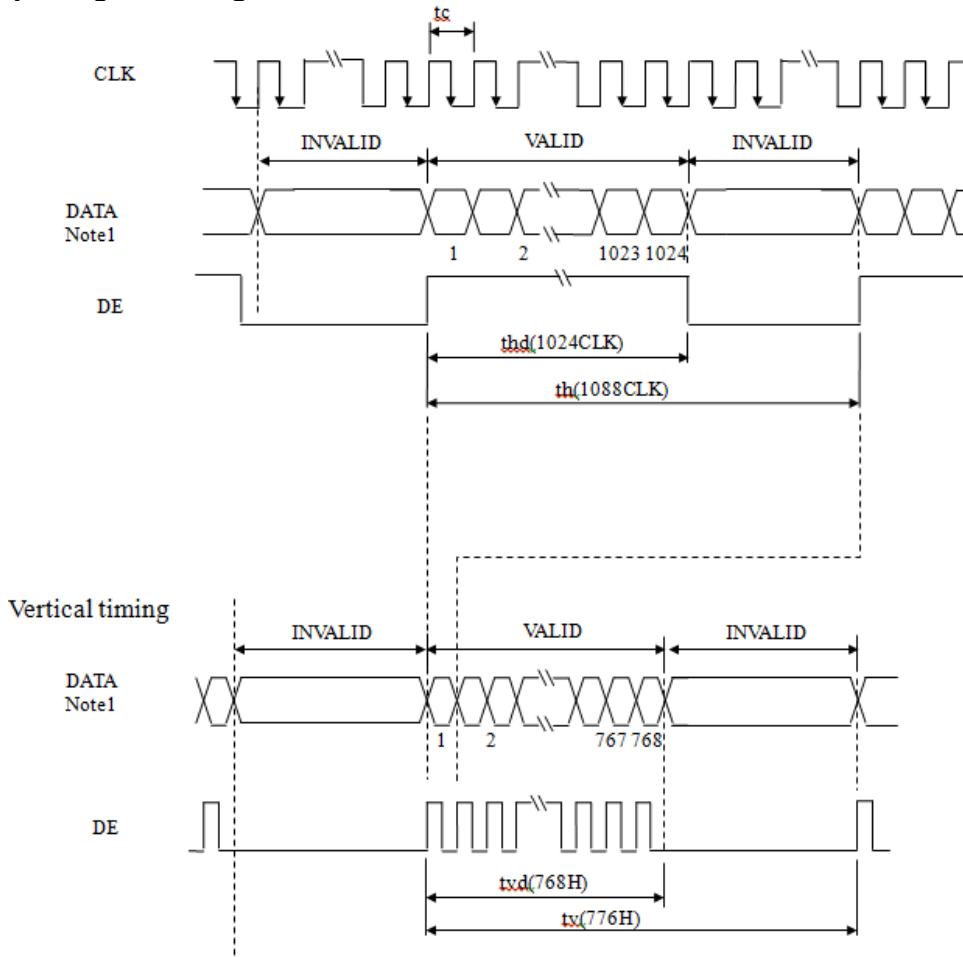 tc
CLK
INVALID VALID INVALID
DATA
Note1
1 2 1023 1024
DE
thd(1024CLK)
th(1088CLK)
Vertical timing
INVALID VALID INVALID
DATA
Note1
1 2 767 768
DE
tvd(768H)
tv(776H)